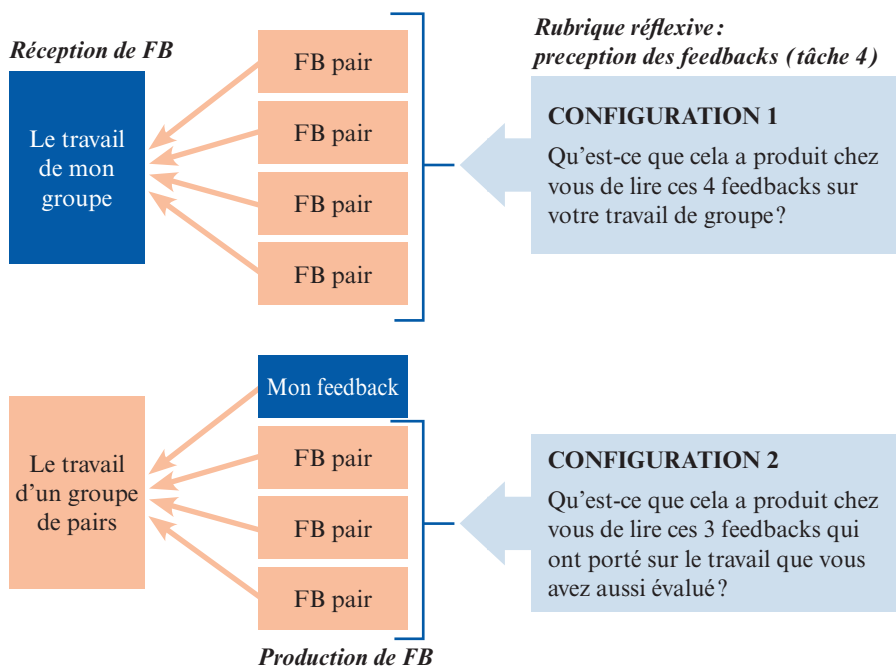 Réception de FB
Le travail
de mon
groupe
FB pair
FB pair
FB pair
FB pair
Rubrique réflexive :
preception des feedbacks (tâche 4)
CONFIGURATION 1
Qu’est-ce que cela a produit chez
vous de lire ces 4 feedbacks sur
votre travail de groupe ?
Le travail
d’un groupe
de pairs
Mon feedback
FB pair
FB pair
FB pair
Production de FB
CONFIGURATION 2
Qu’est-ce que cela a produit chez
vous de lire ces 3 feedbacks qui
ont porté sur le travail que vous
avez aussi évalué ?